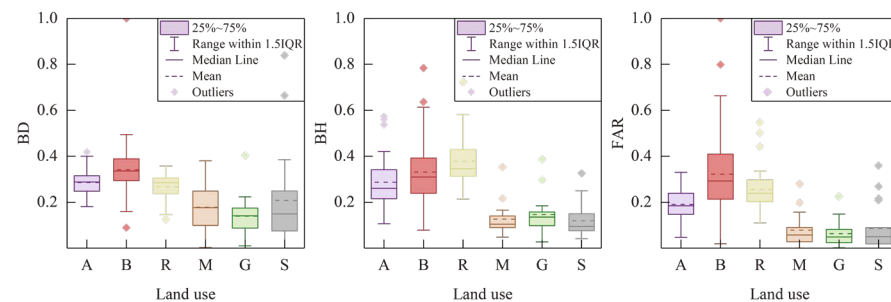 25%~75%
Range within 1.5IQR
Median Line
Mean
Outliers
1.0
0.8
0.6
0.4
0.2
BD
A B R M G S
Land use
25%~75%
Range within 1.5IQR
Median Line
Mean
Outliers
1.0
0.8
0.6
0.4
0.2
BH
A B R M G S
Land use
25%~75%
Range within 1.5IQR
Median Line
Mean
Outliers
1.0
0.8
0.6
0.4
0.2
FAR
A B R M G S
Land use